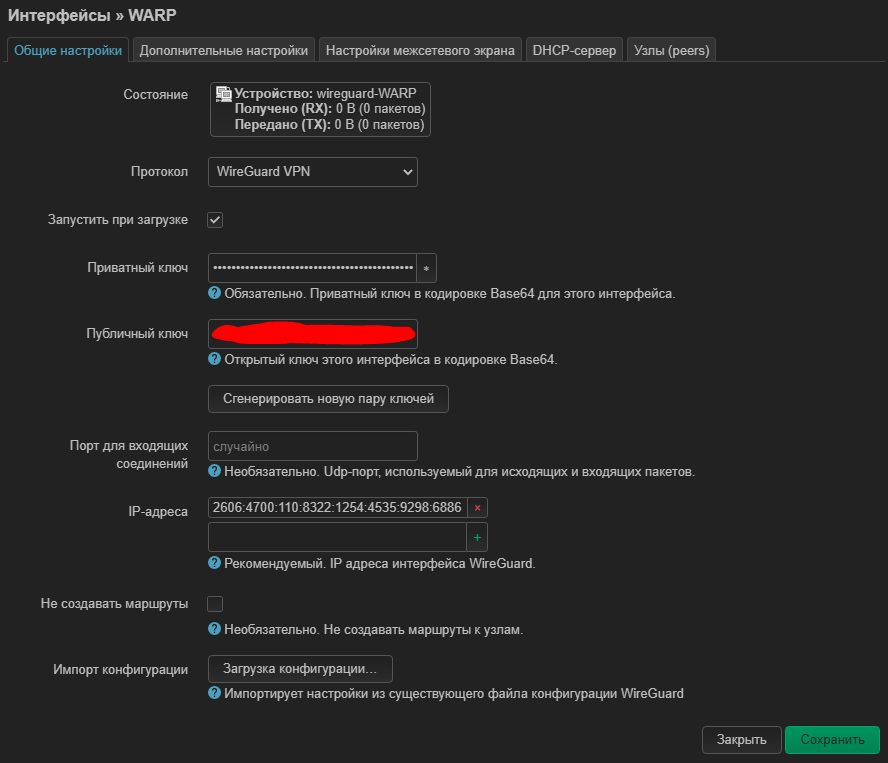 Интерфейсы » WARP
Общие настройки
Дополнительные настройки
Настройки межсетевого экрана
DHCP-сервер
Узлы (peers)
Состояние
Устройство: wireguard-WARP
Получено (RX): 0 B (0 пакетов)
Передано (TX): 0 B (0 пакетов)
Протокол
WireGuard VPN
Запустить при загрузке
Приватный ключ
*
Обязательно. Приватный ключ в кодировке Base64 для этого интерфейса.
Публичный ключ
Открытый ключ этого интерфейса в кодировке Base64.
Сгенерировать новую пару ключей
Порт для входящих
соединений
случайно
Необязательно. Udp-порт, используемый для исходящих и входящих пакетов.
IP-адреса
2606:4700:110:8322:1254:4535:9298:6886
×
+
Рекомендуемый. IP адреса интерфейса WireGuard.
Не создавать маршруты
Необязательно. Не создавать маршруты к узлам.
Импорт конфигурации
Загрузка конфигурации…
Импортирует настройки из существующего файла конфигурации WireGuard
Закрыть
Сохранить